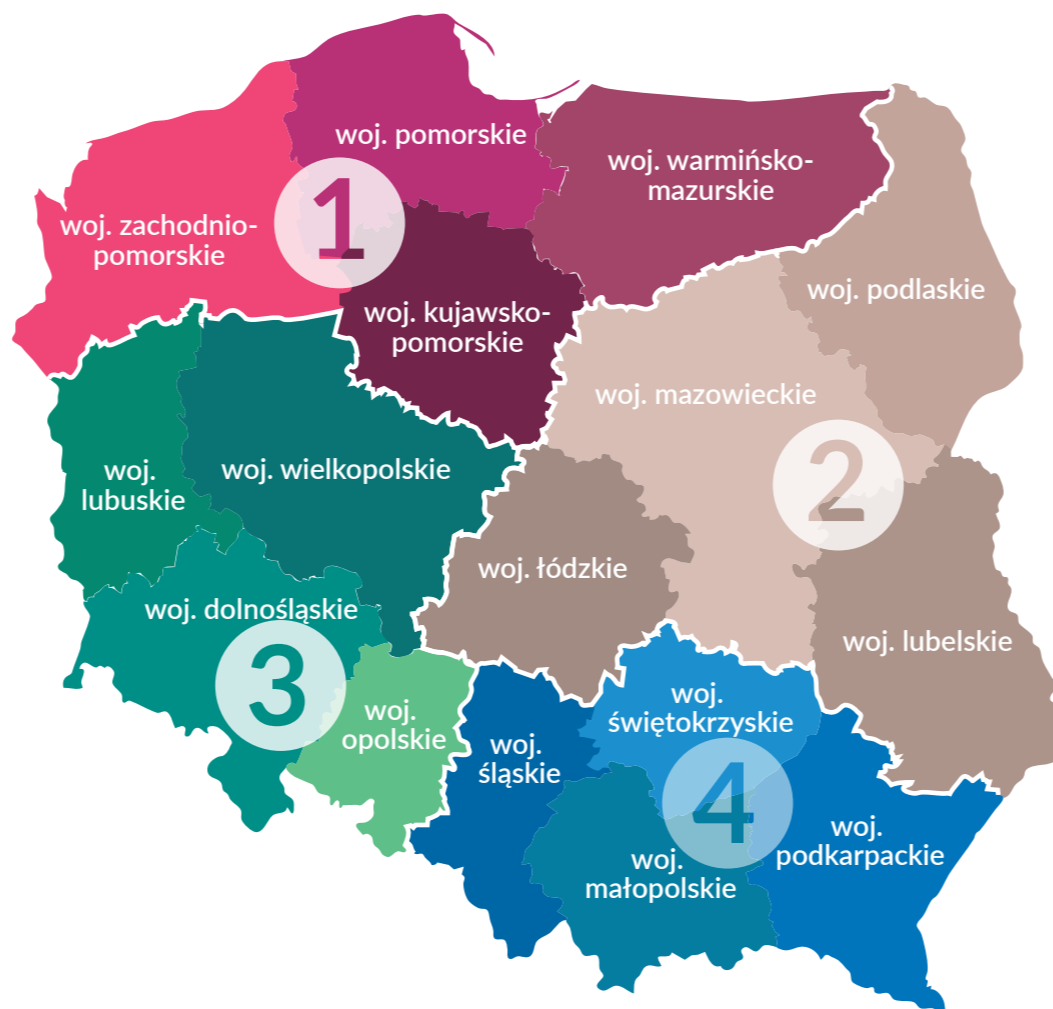 woj. pomorskie
woj. warmińsko-
mazurskie
1
woj. zachodnio-
pomorskie
woj. podlaskie
woj. kujawsko-
pomorskie
woj. mazowieckie
2
woj.
lubuskie
woj. wielkopolskie
woj. łódzkie
woj. dolnośląskie
woj. lubelskie
3
woj.
opolskie
woj.
świętokrzyskie
woj.
śląskie
4
woj.
podkarpackie
woj.
małopolskie